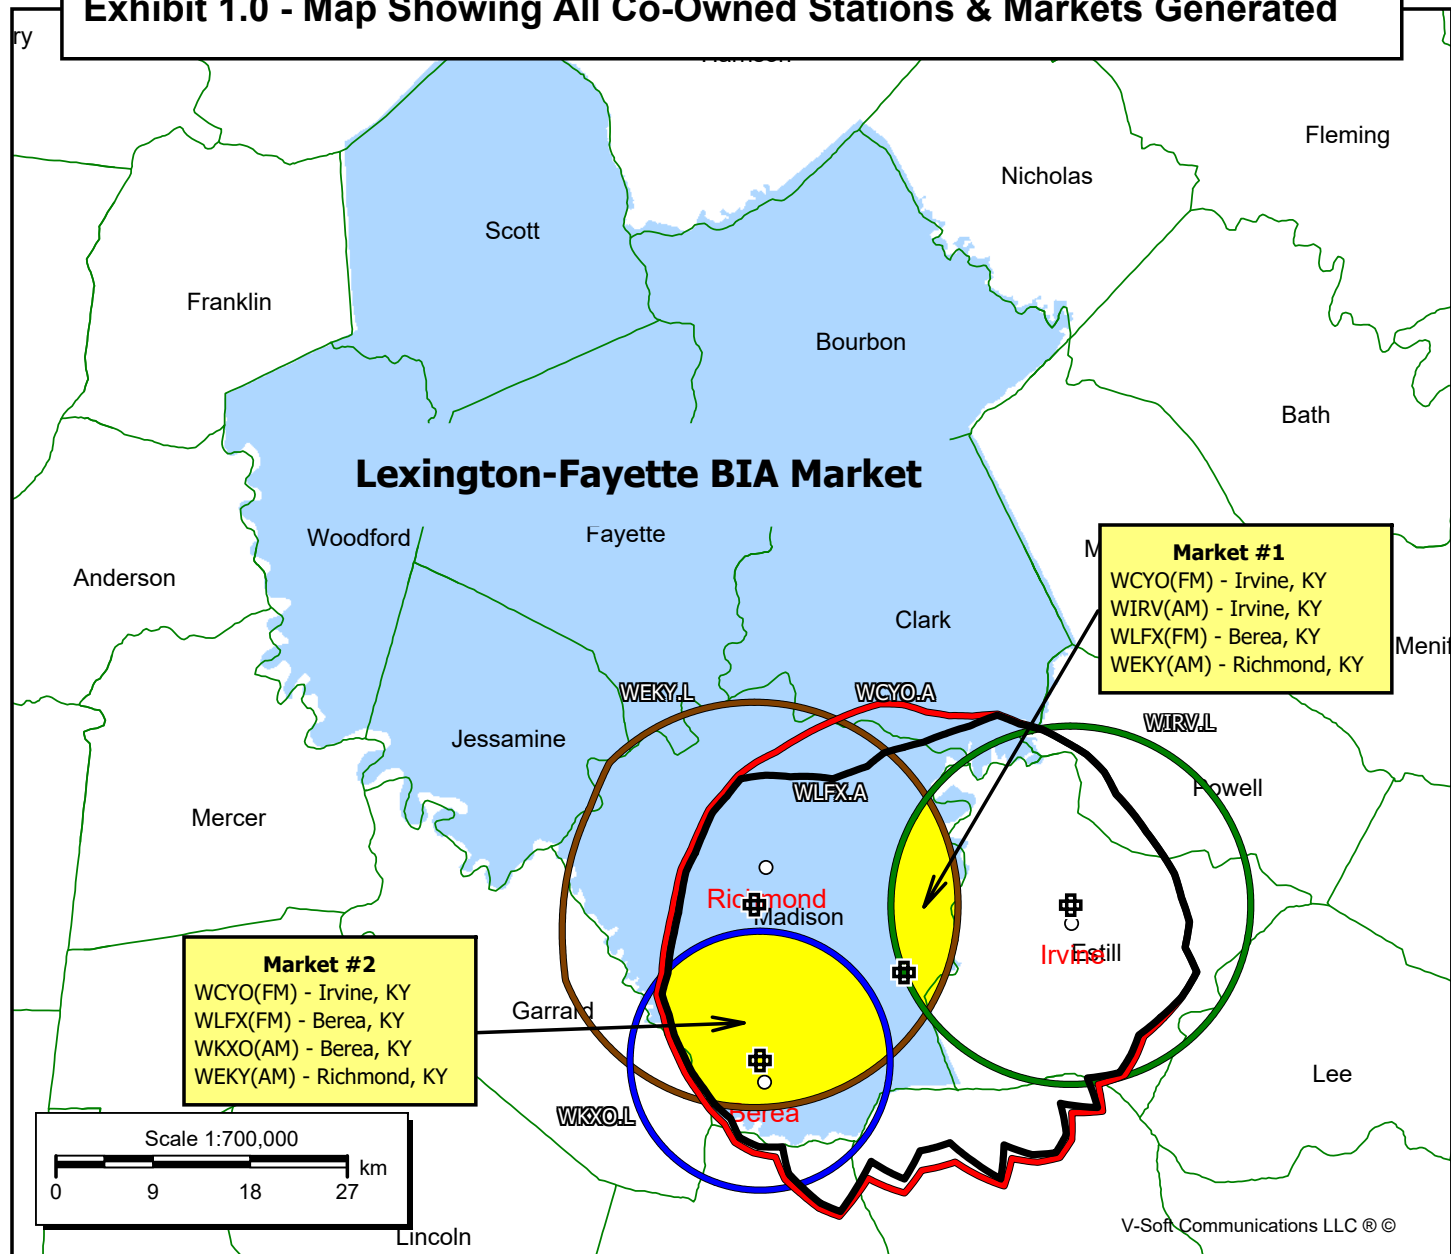 Exhibit 1.0 - Map Showing All Co-Owned Stations & Markets Generated
ry
Harrison
Fleming
Nicholas
Scott
Franklin
Bourbon
Bath
Lexington-Fayette BIA Market
Woodford
Fayette
M
Market #1
WCYO(FM) - Irvine, KY
WIRV(AM) - Irvine, KY
WLFX(FM) - Berea, KY
WEKY(AM) - Richmond, KY
Anderson
Clark
Menif
WEKY.L
WCYO.A
WIRV.L
Jessamine
WLFX.A
Powell
Mercer
Richmond
Madison
Irvine
Estill
Market #2
WCYO(FM) - Irvine, KY
WLFX(FM) - Berea, KY
WKXO(AM) - Berea, KY
WEKY(AM) - Richmond, KY
Garrard
Lee
WKXO.L
Berea
Scale 1:700,000
km
0 9 18 27
Lincoln
V-Soft Communications LLC ® ©